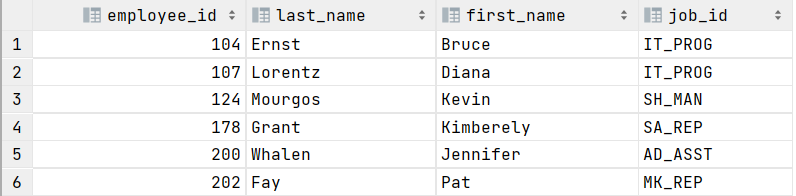 employee_id last_name first_name job_id
1 104 Ernst Bruce IT_PROG
2 107 Lorentz Diana IT_PROG
3 124 Mourgos Kevin SH_MAN
4 178 Grant Kimberely SA_REP
5 200 Whalen Jennifer AD_ASST
6 202 Fay Pat MK_REP